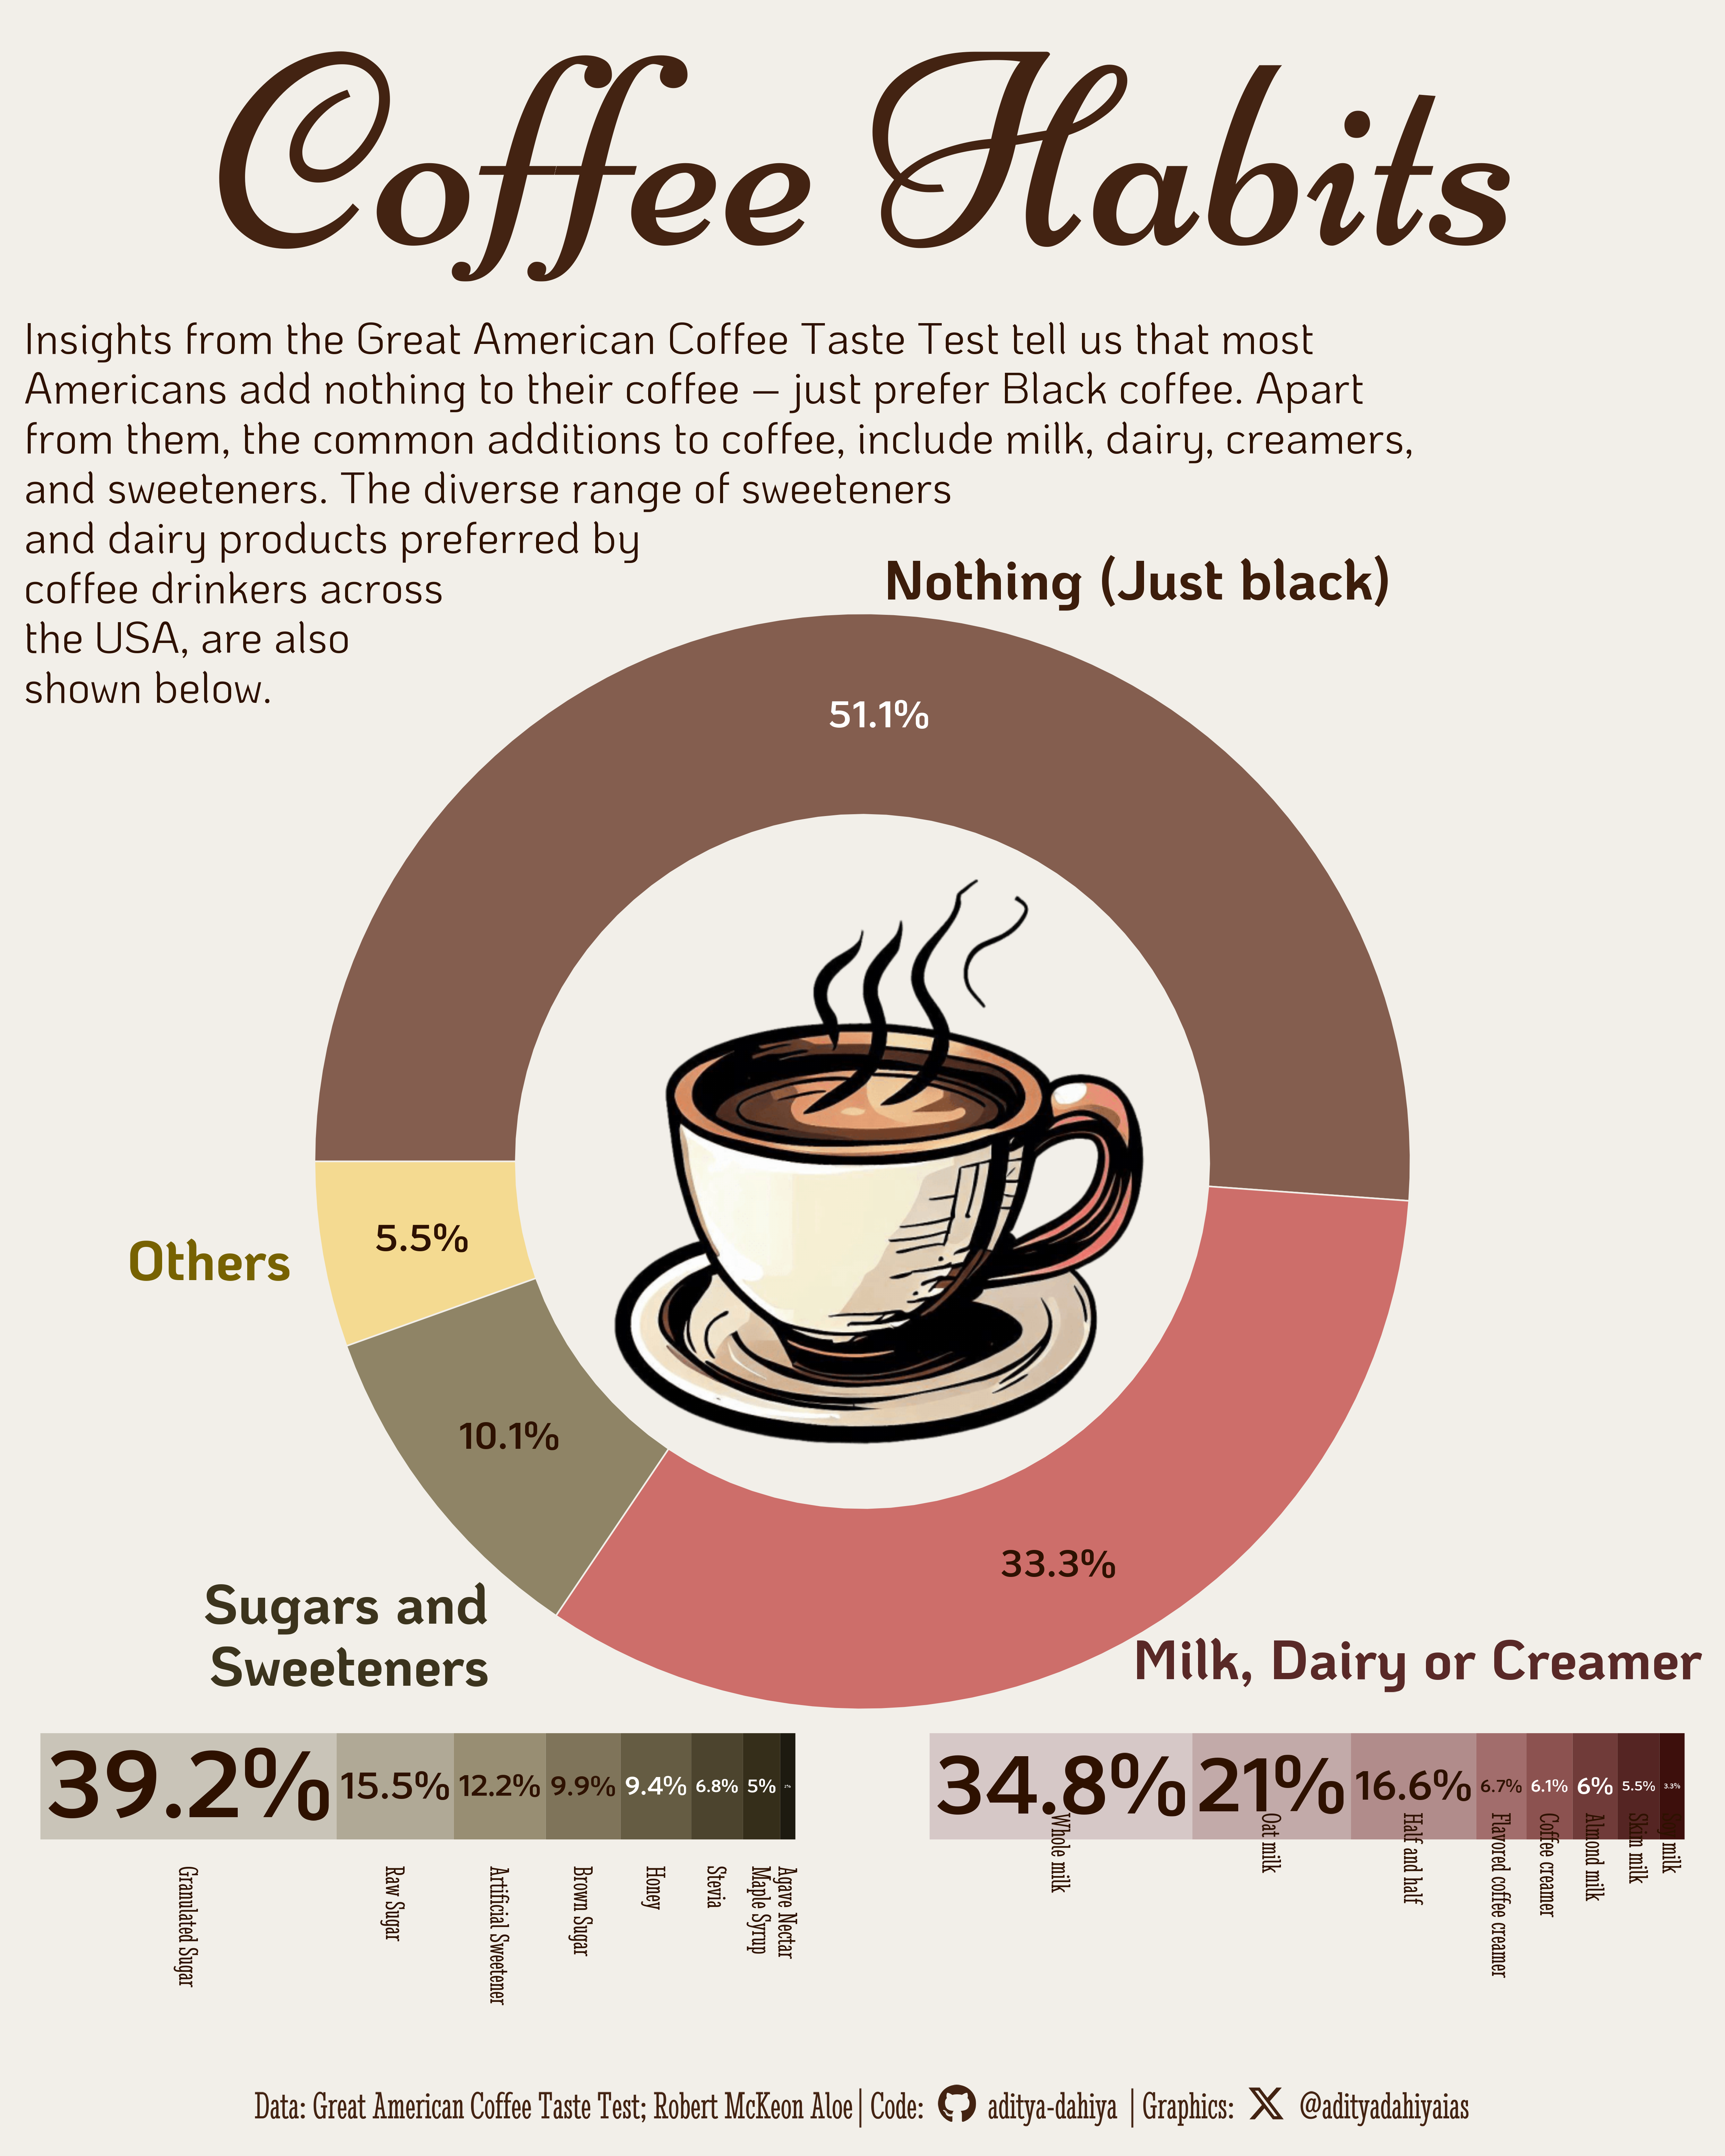 Coffee Habits
Insights from the Great American Coffee Taste Test tell us that most
Americans add nothing to their coffee – just prefer Black coffee. Apart
from them, the common additions to coffee, include milk, dairy, creamers,
and sweeteners. The diverse range of sweeteners
and dairy products preferred by
coffee drinkers across
the USA, are also
shown below.
Nothing (Just black)
51.1%
Others
5.5%
10.1%
33.3%
Sugars and
Sweeteners
Milk, Dairy or Creamer
39.2% 15.5% 12.2% 9.9% 9.4% 6.8% 5%
Granulated Sugar
Raw Sugar
Artificial Sweetener
Brown Sugar
Honey
Stevia
Maple Syrup
Agave Nectar
34.8% 21% 16.6% 6.7% 6.1% 6% 5.5% 3.3%
Whole milk
Oat milk
Half and half
Flavored coffee creamer
Coffee creamer
Almond milk
Skim milk
milk
Data: Great American Coffee Taste Test; Robert McKeon Aloe | Code: aditya-dahiya | Graphics: @adityadahiyaias